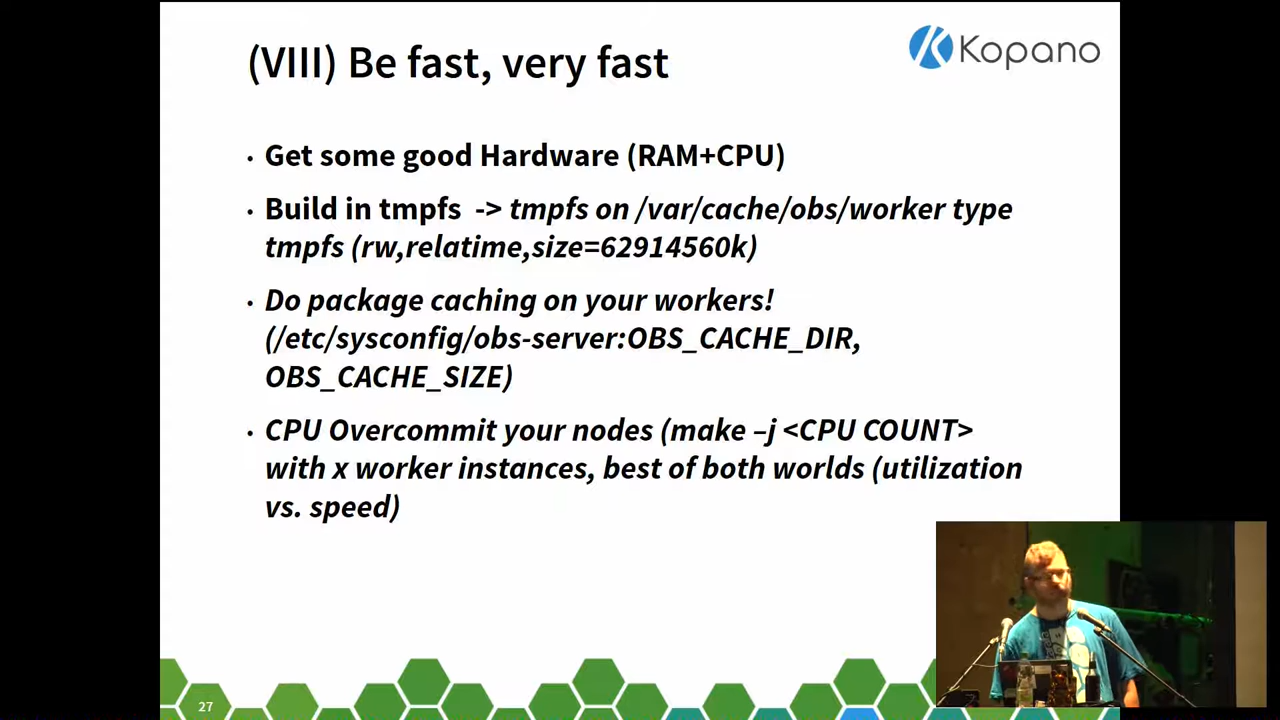 (VIII) Be fast, very fast
Kopano
• Get some good Hardware (RAM+CPU)
• Build in tmpfs -> tmpfs on /var/cache/obs/worker type
tmpfs (rw,relatime,size=62914560k)
• Do package caching on your workers!
(/etc/sysconfig/obs-server:OBS_CACHE_DIR,
OBS_CACHE_SIZE)
• CPU Overcommit your nodes (make –j <CPU COUNT>
with x worker instances, best of both worlds (utilization
vs. speed)
27